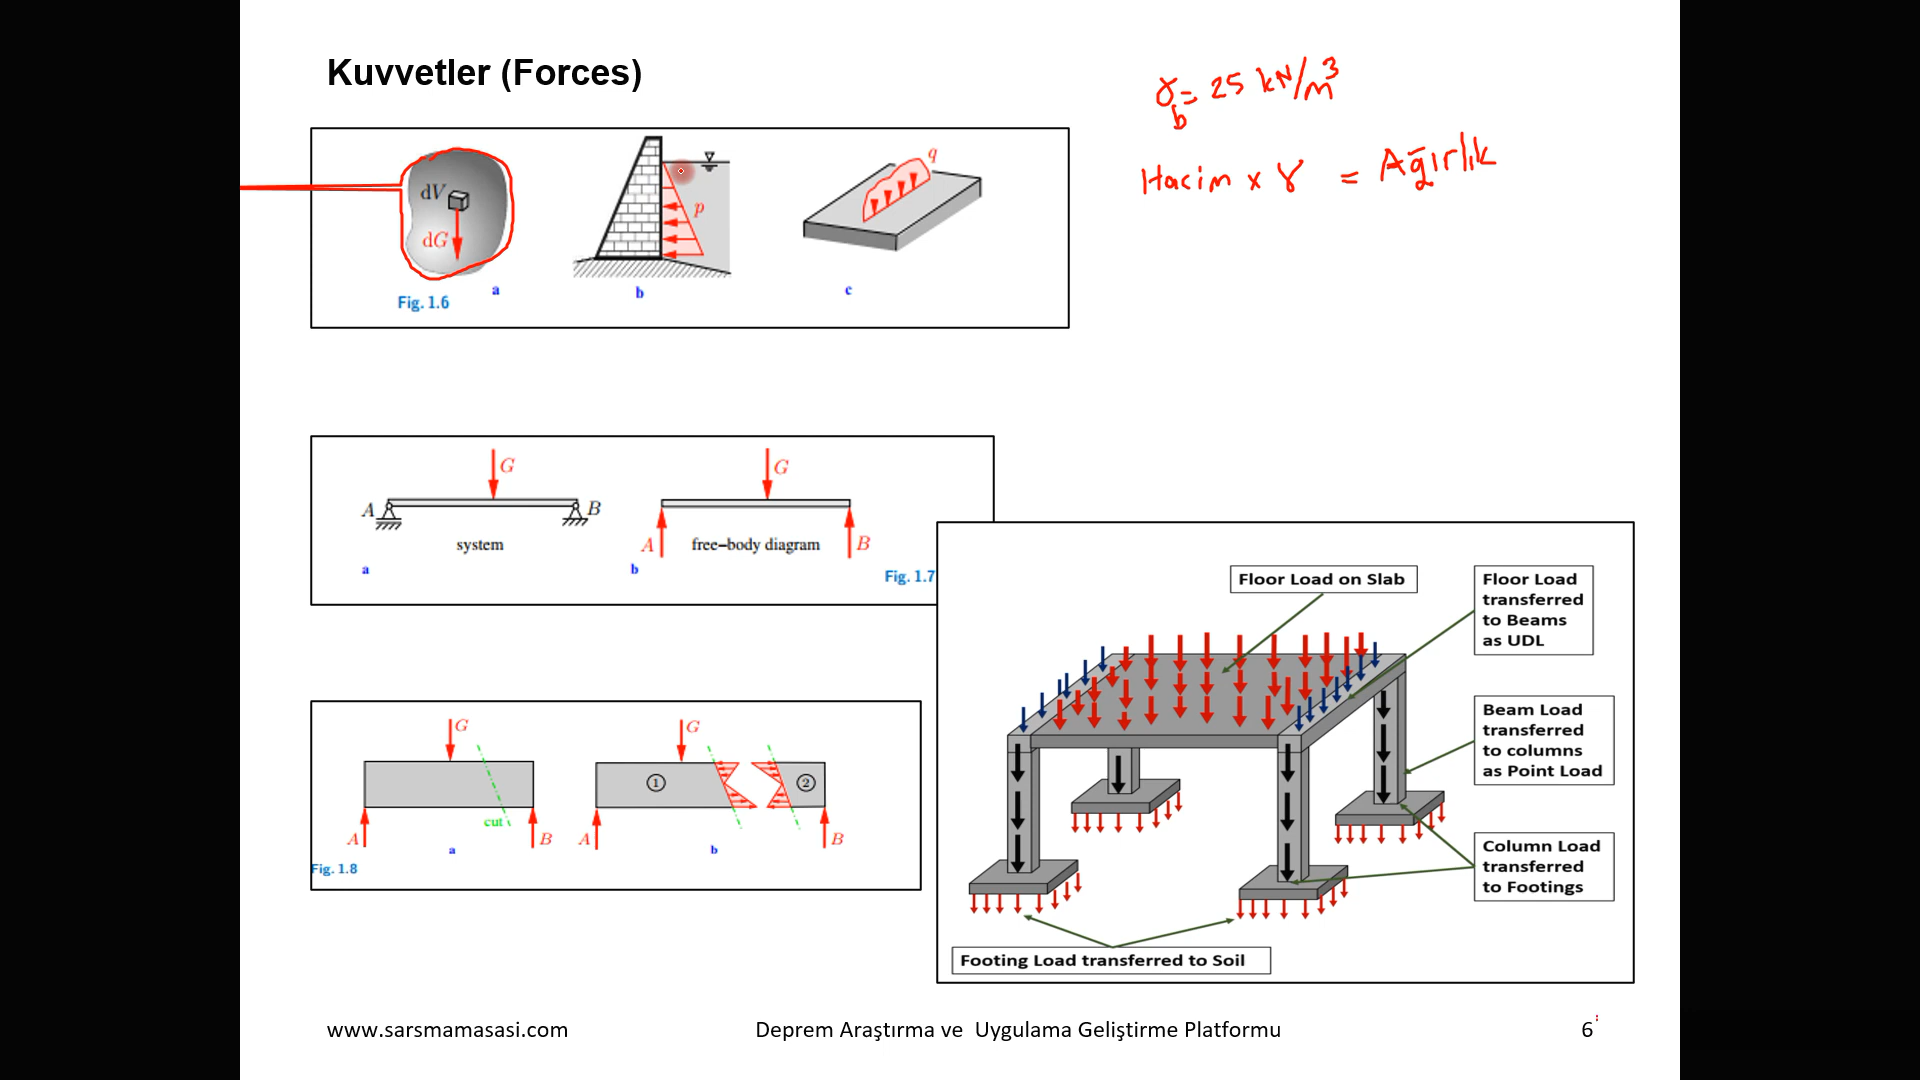 Kuvvetler (Forces)
γb = 25 kN/m³
Hacim x γ = Ağırlık
dV
dG
p
q
a
b
c
Fig. 1.6
G
G
A
B
system
A
free–body diagram
B
a
b
Fig. 1.7
G
G
1
2
cut
A
B
A
B
a
b
Fig. 1.8
Floor Load on Slab
Floor Load
transferred
to Beams
as UDL
Beam Load
transferred
to columns
as Point Load
Column Load
transferred
to Footings
Footing Load transferred to Soil
www.sarsmamasasi.com
Deprem Araştırma ve  Uygulama Geliştirme Platformu
6